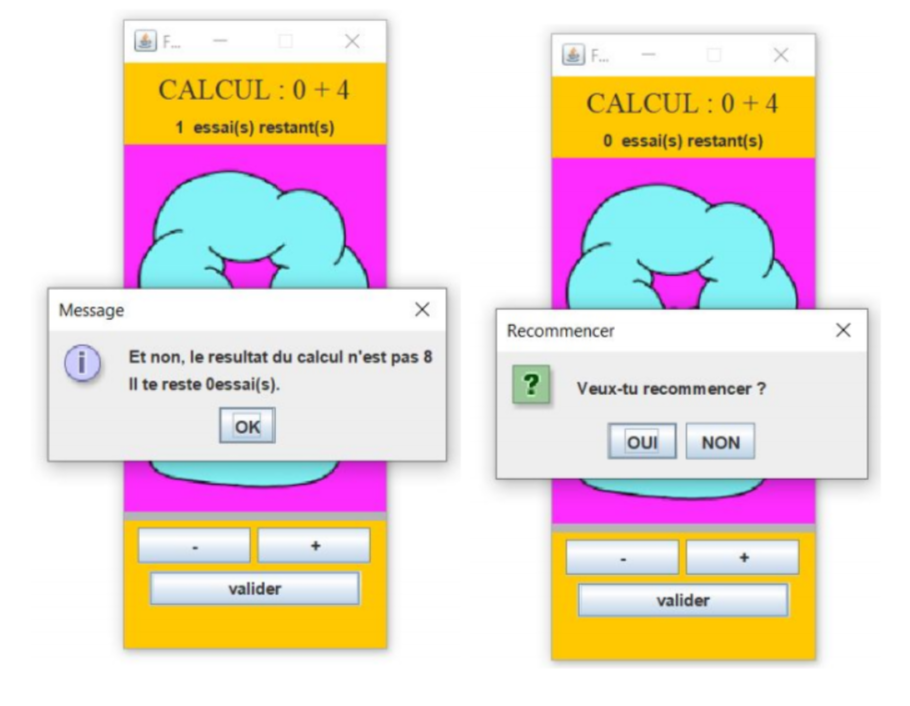 F...
CALCUL : 0 + 4
1 essai(s) restant(s)
Message
Et non, le resultat du calcul n'est pas 8
Il te reste 0essai(s).
OK
-
+
valider
F...
CALCUL : 0 + 4
0 essai(s) restant(s)
Recommencer
Veux-tu recommencer ?
OUI
NON
-
+
valider